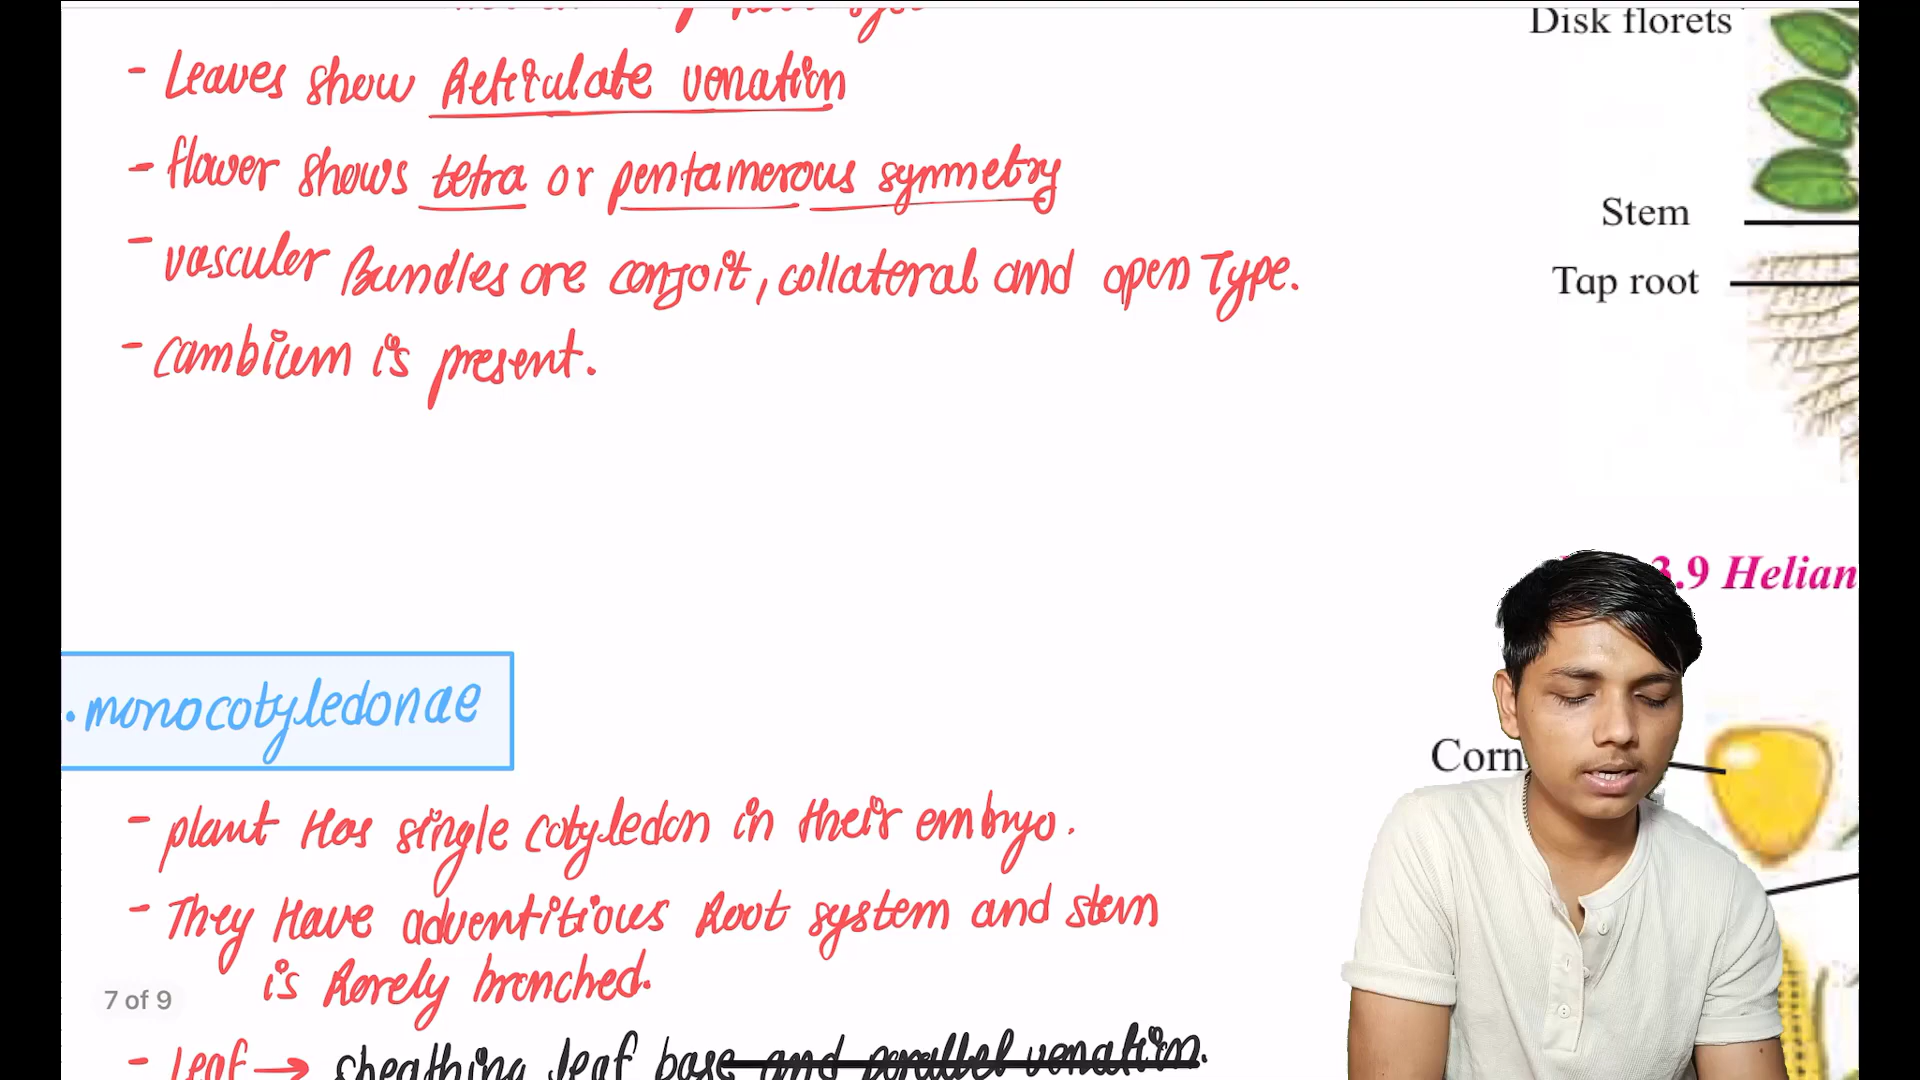 - Leaves show Reticulate venation
- flower shows tetra or pentamerous symmetry
- vasculer Bundles are conjoit, collateral and open Type.
- cambium is present.
. monocotyledonae
- plant Has single cotyledon in their embryo.
- They Have adventitious Root system and stem
is Rarely branched.
- Leaf → sheathing leaf base and parallel venation.
7 of 9
Disk florets
Stem
Tap root
3.9 Helian
Corn